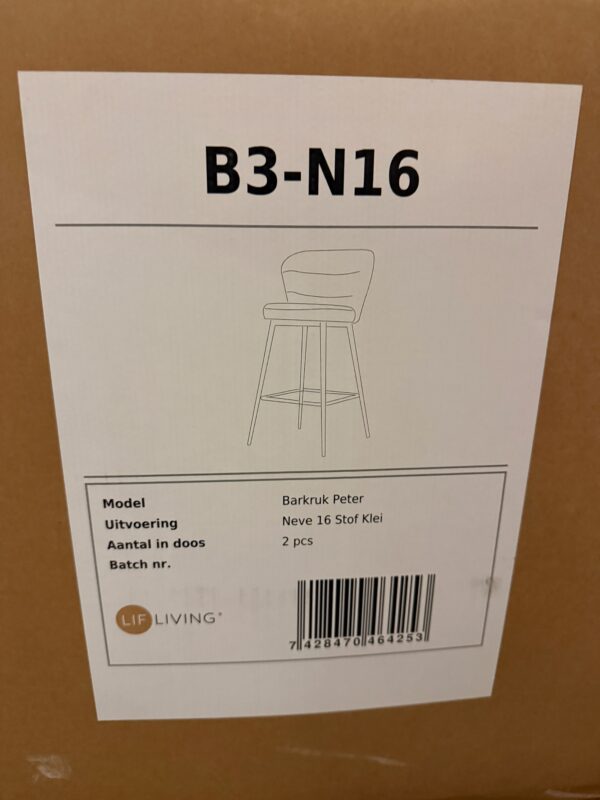 B3-N16
Model Barkruk Peter
Uitvoering Neve 16 Stof Klei
Aantal in doos 2 pcs
Batch nr.
LIF LIVING®
7 428470 464253